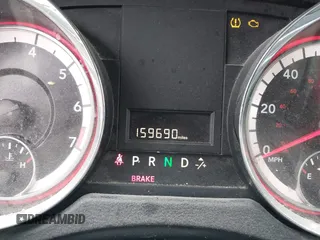 4
5
6
7
H
159690 miles
P R N D
BRAKE
40
20
0
MPH
E
DREAMBID